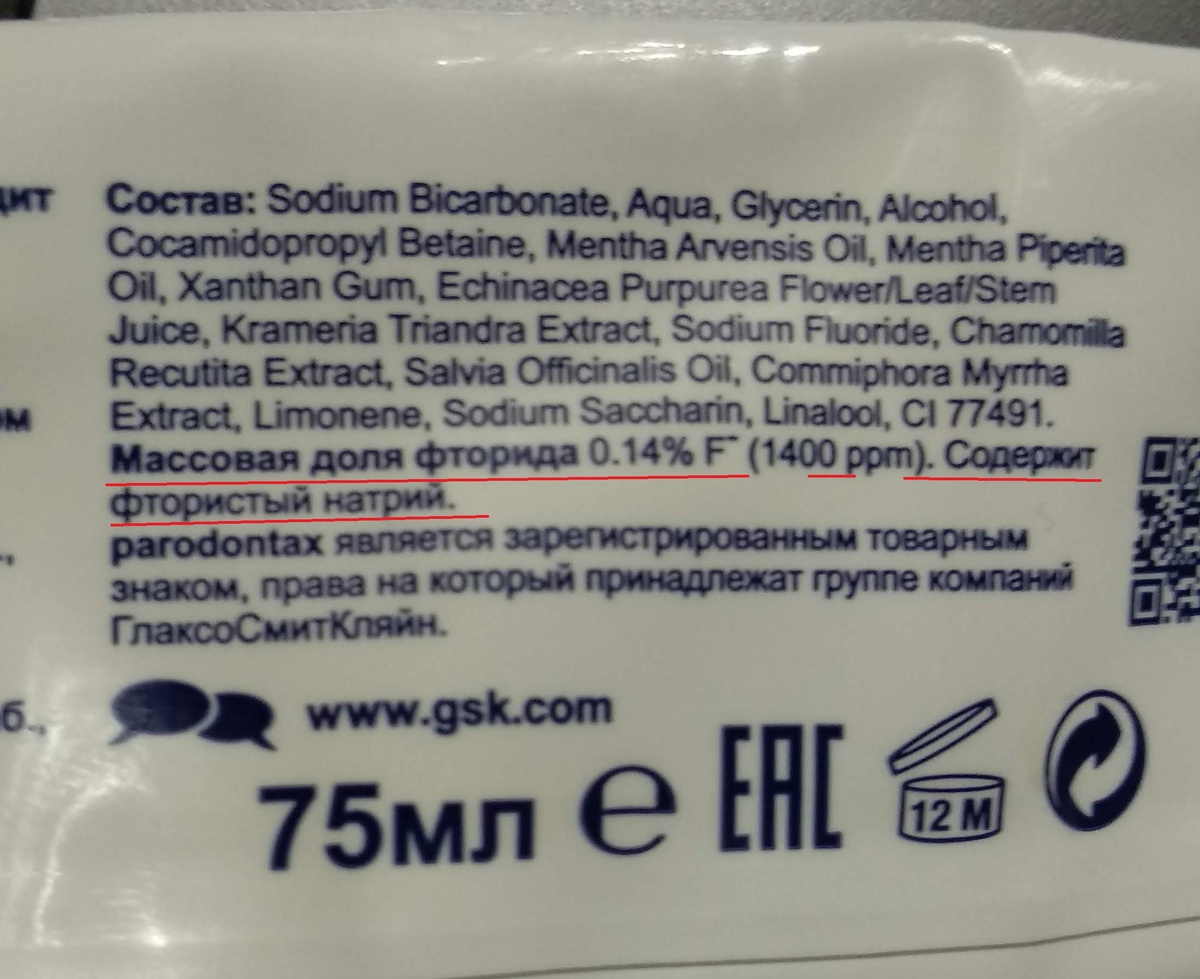 дит
Состав: Sodium Bicarbonate, Aqua, Glycerin, Alcohol,
Cocamidopropyl Betaine, Mentha Arvensis Oil, Mentha Piperita
Oil, Xanthan Gum, Echinacea Purpurea Flower/Leaf/Stem
Juice, Krameria Triandra Extract, Sodium Fluoride, Chamomilla
Recutita Extract, Salvia Officinalis Oil, Commiphora Myrrha
ом
Extract, Limonene, Sodium Saccharin, Linalool, CI 77491.
Массовая доля фторида 0.14% F⁻ (1400 ppm). Содержит
фтористый натрий.
parodontax является зарегистрированным товарным
знаком, права на который принадлежат группе компаний
ГлаксоСмитКляйн.
б.,
www.gsk.com
75мл e EAC 12 M